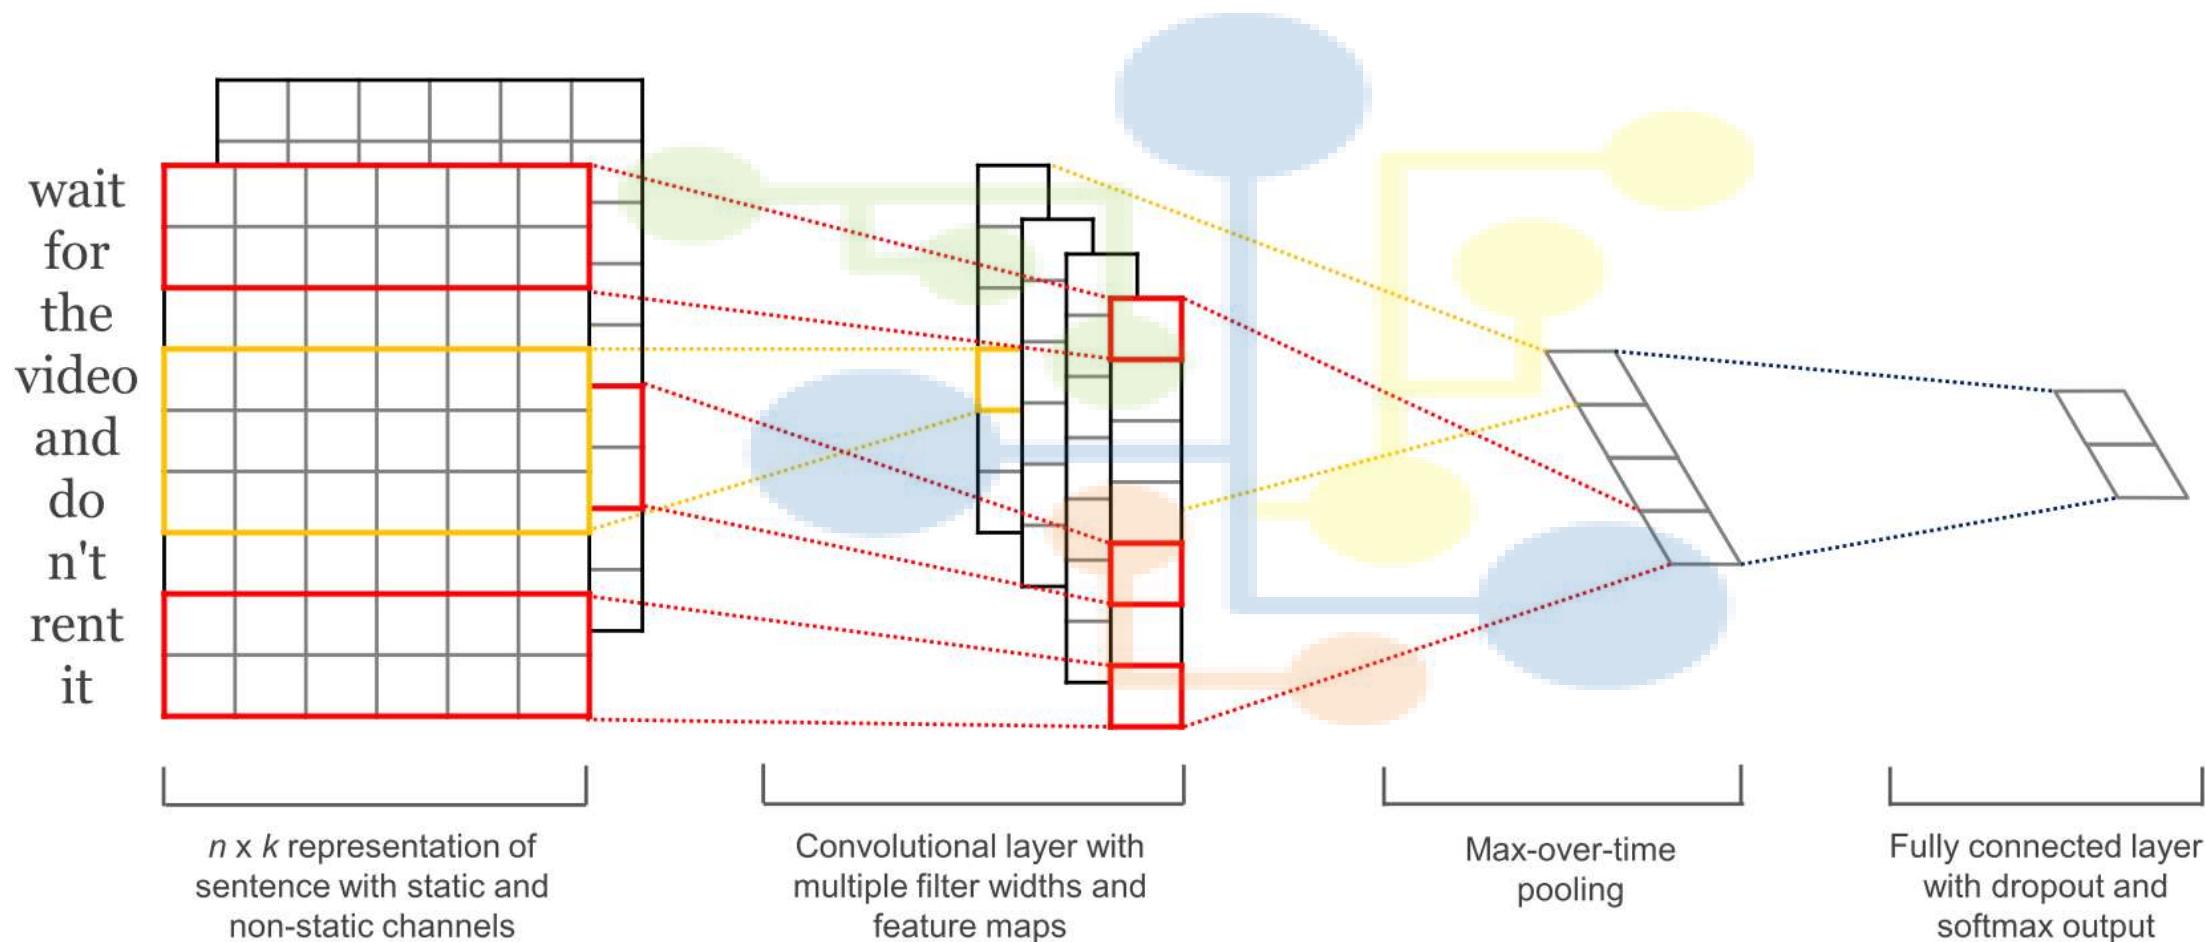 wait
for
the
video
and
do
n't
rent
it
n x k representation of
sentence with static and
non-static channels
Convolutional layer with
multiple filter widths and
feature maps
Max-over-time
pooling
Fully connected layer
with dropout and
softmax output